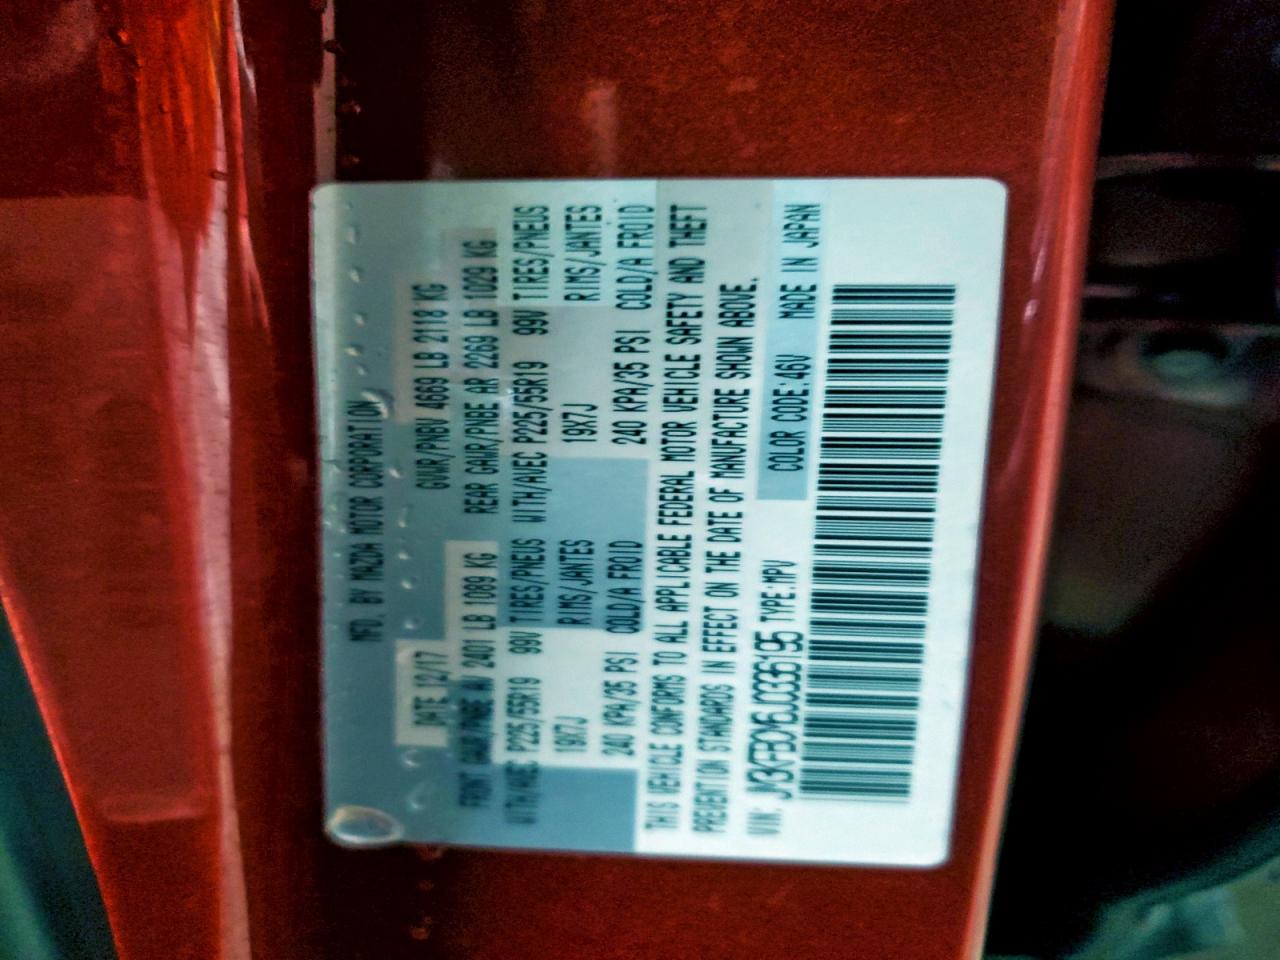 MFD. BY MAZDA MOTOR CORPORATION
DATE 12/17 GVWR/PNBV 4669 LB 2118 KG
FRONT GAWR/PNBE AV 2401 LB 1089 KG REAR GAWR/PNBE AR 2269 LB 1029 KG
WITH/AVEC P225/55R19 99V TIRES/PNEUS WITH/AVEC P225/55R19 99V TIRES/PNEUS
19X7J RIMS/JANTES 19X7J RIMS/JANTES
240 KPA/35 PSI COLD/A FROID 240 KPA/35 PSI COLD/A FROID
THIS VEHICLE CONFORMS TO ALL APPLICABLE FEDERAL MOTOR VEHICLE SAFETY AND THEFT
PREVENTION STANDARDS IN EFFECT ON THE DATE OF MANUFACTURE SHOWN ABOVE.
VIN: TYPE:MPV COLOR CODE:46V MADE IN JAPAN